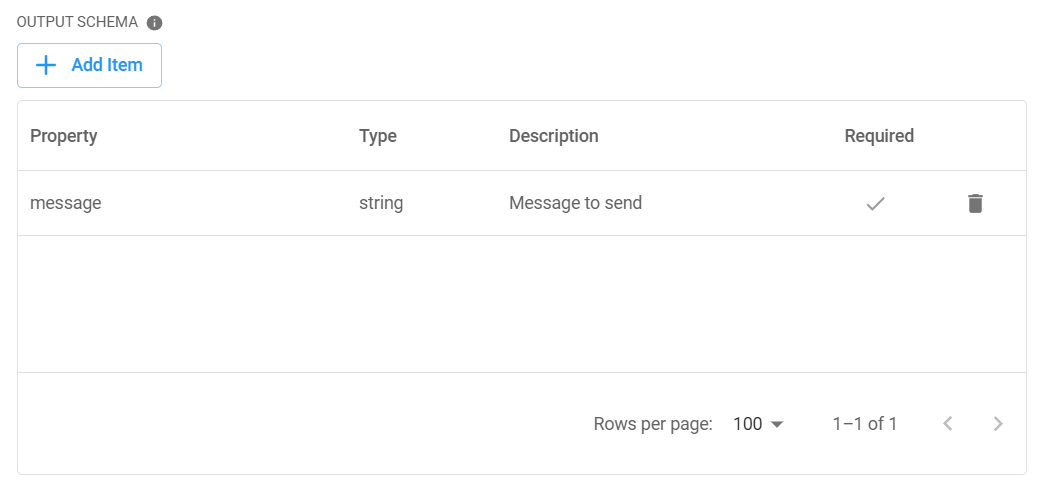 OUTPUT SCHEMA
Add Item
Property Type Description Required
message string Message to send
Rows per page: 100 1–1 of 1